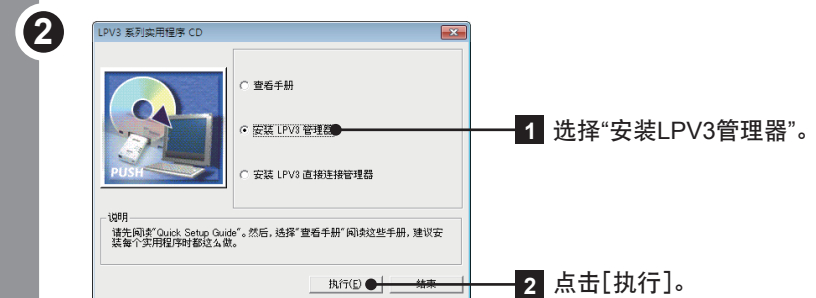 2
LPV3 系列实用程序 CD
查看手册
安装 LPV3 管理器
安装 LPV3 直接连接管理器
PUSH
说明
请先阅读“Quick Setup Guide”。然后,选择“查看手册”阅读这些手册,建议安
装每个实用程序时都这么做。
执行(E)
结束
1 选择“安装LPV3管理器”。
2 点击[执行]。